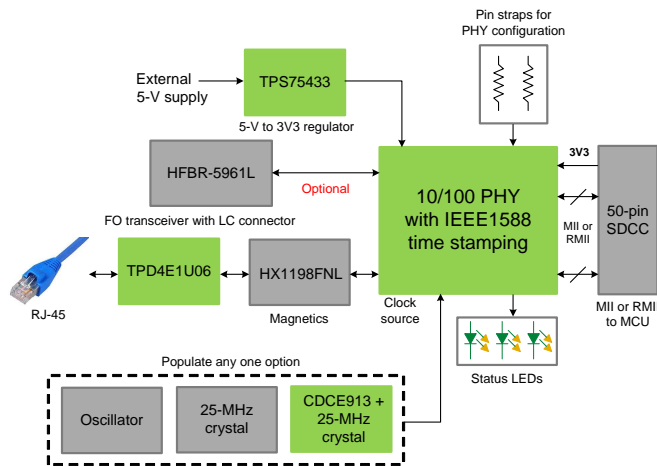 Pin straps for
PHY configuration
External
5-V supply
TPS75433
5-V to 3V3 regulator
HFBR-5961L
Optional
FO transceiver with LC connector
10/100 PHY
with IEEE1588
time stamping
3V3
MII or
RMII
50-pin
SDCC
MII or RMII
to MCU
RJ-45
TPD4E1U06
HX1198FNL
Magnetics
Clock
source
Status LEDs
Populate any one option
Oscillator
25-MHz
crystal
CDCE913 +
25-MHz
crystal